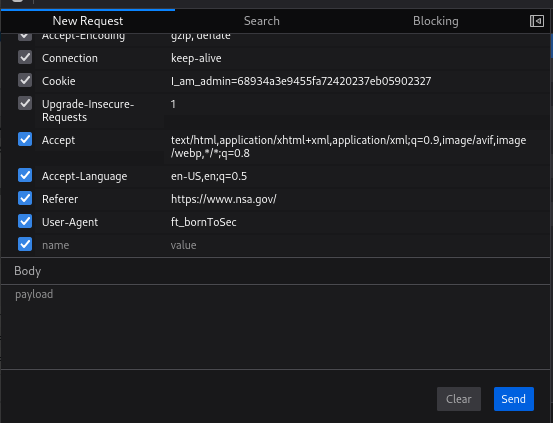 New Request Search Blocking
Accept-Encoding gzip, deflate
Connection keep-alive
Cookie I_am_admin=68934a3e9455fa72420237eb05902327
Upgrade-Insecure- 1
Requests
Accept text/html,application/xhtml+xml,application/xml;q=0.9,image/avif,image
/webp,*/*;q=0.8
Accept-Language en-US,en;q=0.5
Referer https://www.nsa.gov/
User-Agent ft_bornToSec
name value
Body
payload
Clear Send